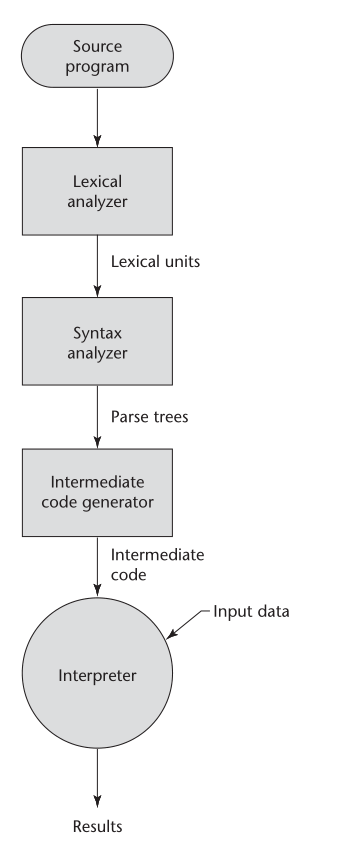 Source
program
Lexical
analyzer
Lexical units
Syntax
analyzer
Parse trees
Intermediate
code generator
Intermediate
code
Input data
Interpreter
Results